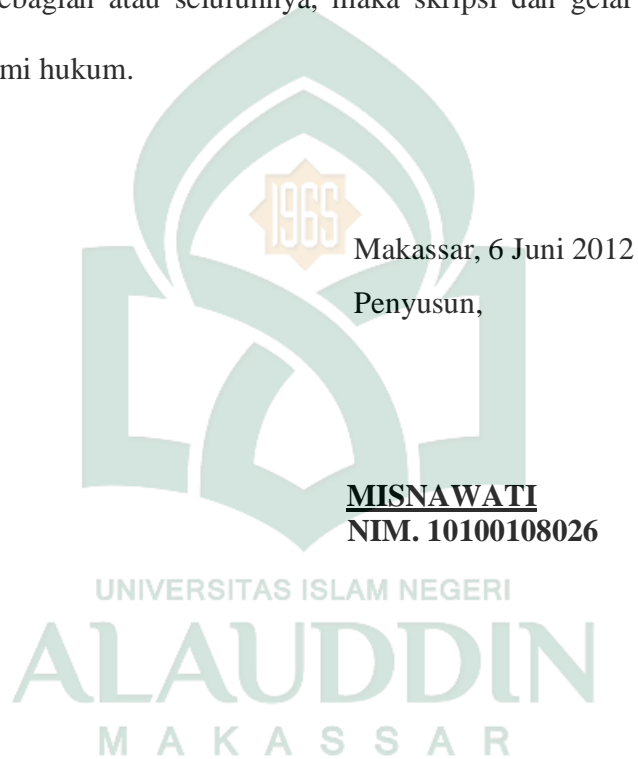 sebagian atau seluruhnya, maka skripsi dan gelar
mi hukum.
1965
Makassar, 6 Juni 2012
Penyusun,
MISNAWATI
NIM. 10100108026
UNIVERSITAS ISLAM NEGERI
ALAUDDIN
MAKASSAR